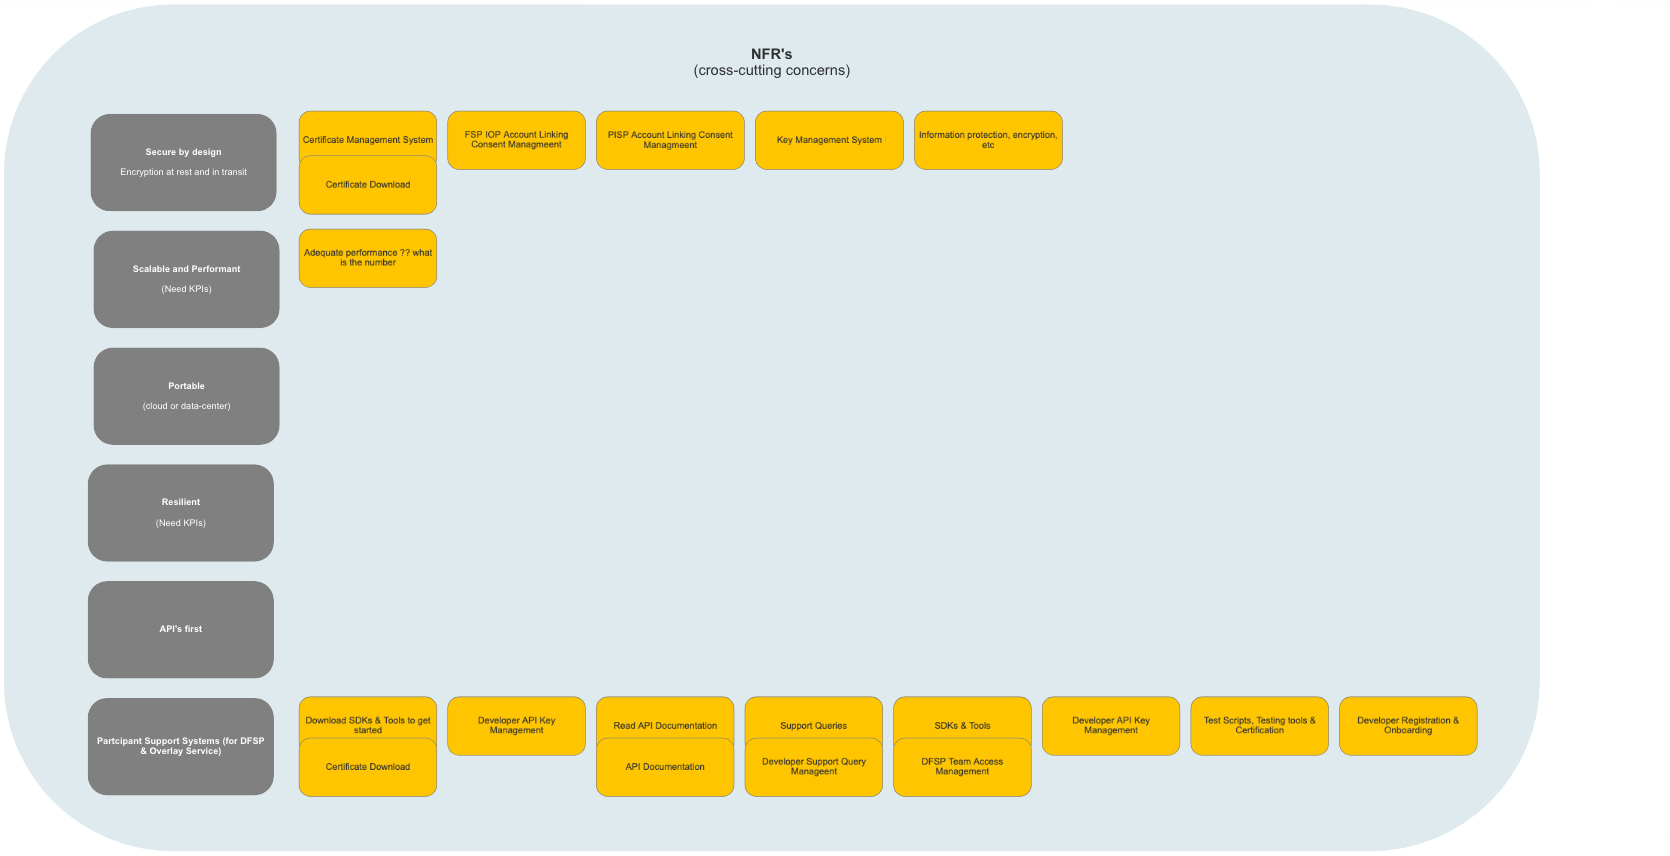 NFR's
(cross-cutting concerns)
Secure by design
Encryption at rest and in transit
Certificate Management System
Certificate Download
FSP IOP Account Linking
Consent Managmeent
PISP Account Linking Consent
Managmeent
Key Management System
Information protection, encryption,
etc
Scalable and Performant
(Need KPIs)
Adequate performance ?? what
is the number
Portable
(cloud or data-center)
Resilient
(Need KPIs)
API's first
Partcipant Support Systems (for DFSP
& Overlay Service)
Download SDKs & Tools to get
started
Certificate Download
Developer API Key
Management
Read API Documentation
API Documentation
Support Queries
Developer Support Query
Manageent
SDKs & Tools
DFSP Team Access
Management
Developer API Key
Management
Test Scripts, Testing tools &
Certification
Developer Registration &
Onboarding